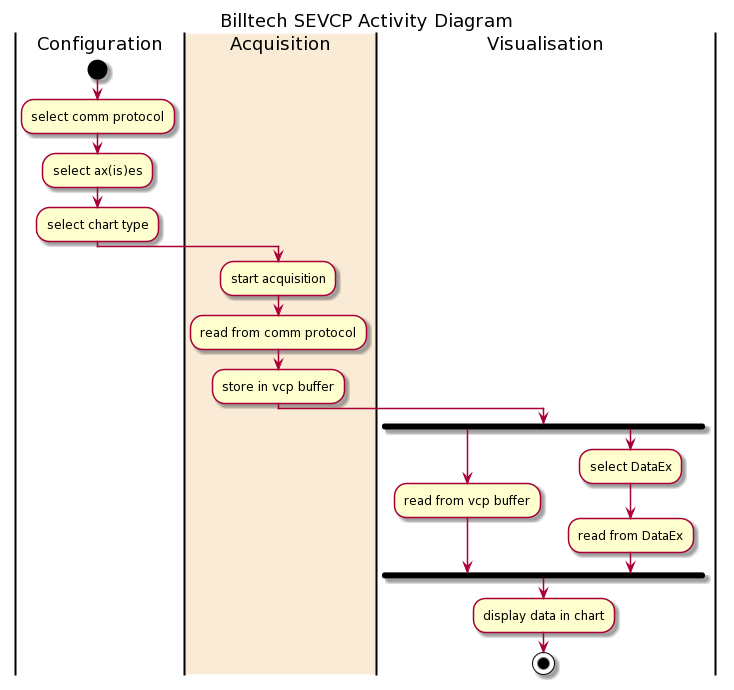 Billtech SEVCP Activity Diagram
Configuration
Acquisition
Visualisation
select comm protocol
select ax(is)es
select chart type
start acquisition
read from comm protocol
store in vcp buffer
select DataEx
read from vcp buffer
read from DataEx
display data in chart